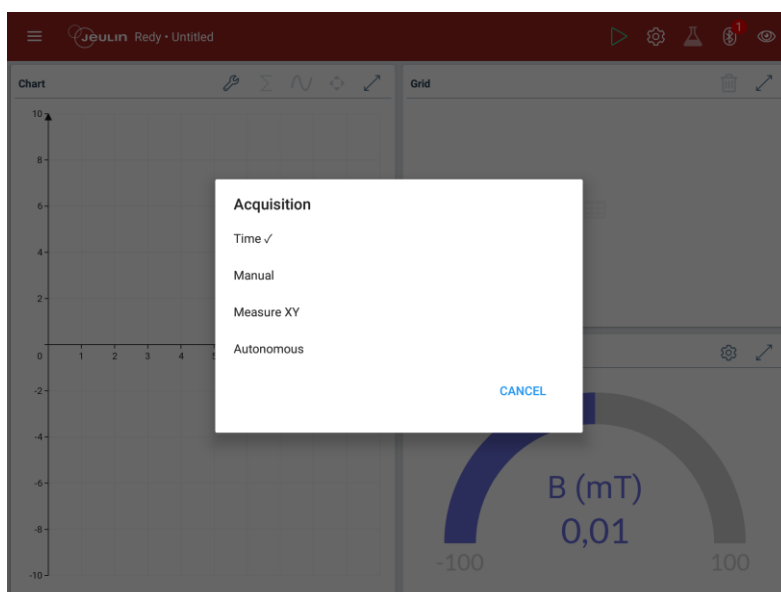 Jeulin Redy • Untitled
1
Chart
Grid
10
8
6
4
2
0 1 2 3 4 5
-2
-4
-6
-8
-10
Acquisition
Time ✓
Manual
Measure XY
Autonomous
CANCEL
B (mT)
0,01
-100 100